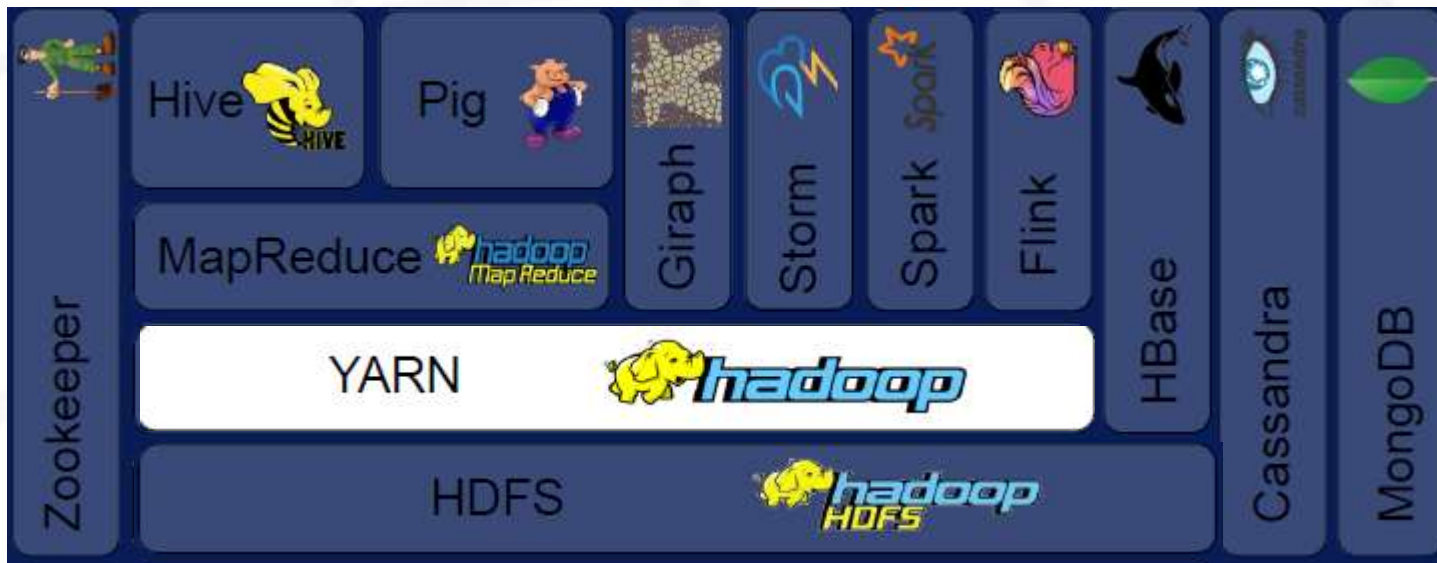 Zookeeper
Hive
HIVE
Pig
Giraph
Storm
Spark
Spark
Flink
HBase
cassandra
Cassandra
MongoDB
MapReduce
hadoop
Map Reduce
YARN
hadoop
HDFS
hadoop
HDFS